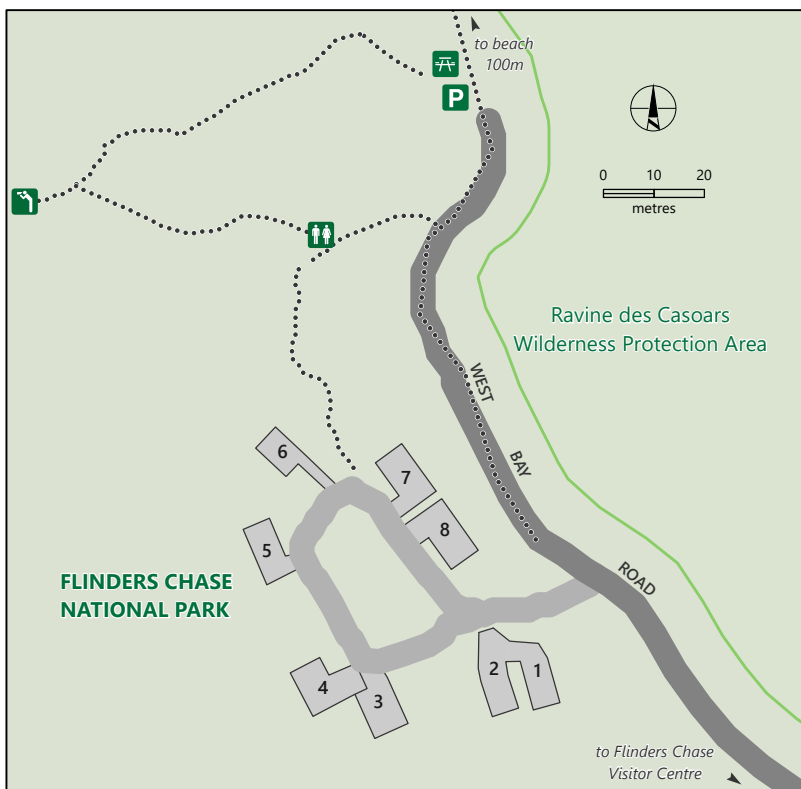 to beach
100m
P
0 10 20
metres
Ravine des Casoars
Wilderness Protection Area
WEST
BAY
ROAD
6
7
8
5
FLINDERS CHASE
NATIONAL PARK
4
3
2
1
to Flinders Chase
Visitor Centre